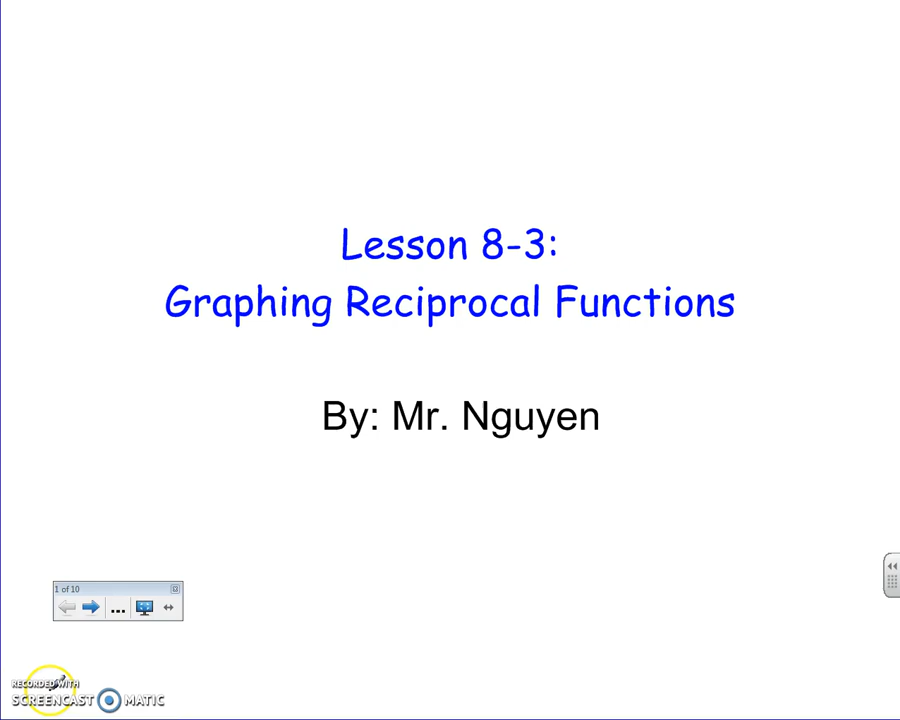 Lesson 8-3:
Graphing Reciprocal Functions
By: Mr. Nguyen
1 of 10
...
RECORDED WITH
SCREENCAST MATIC